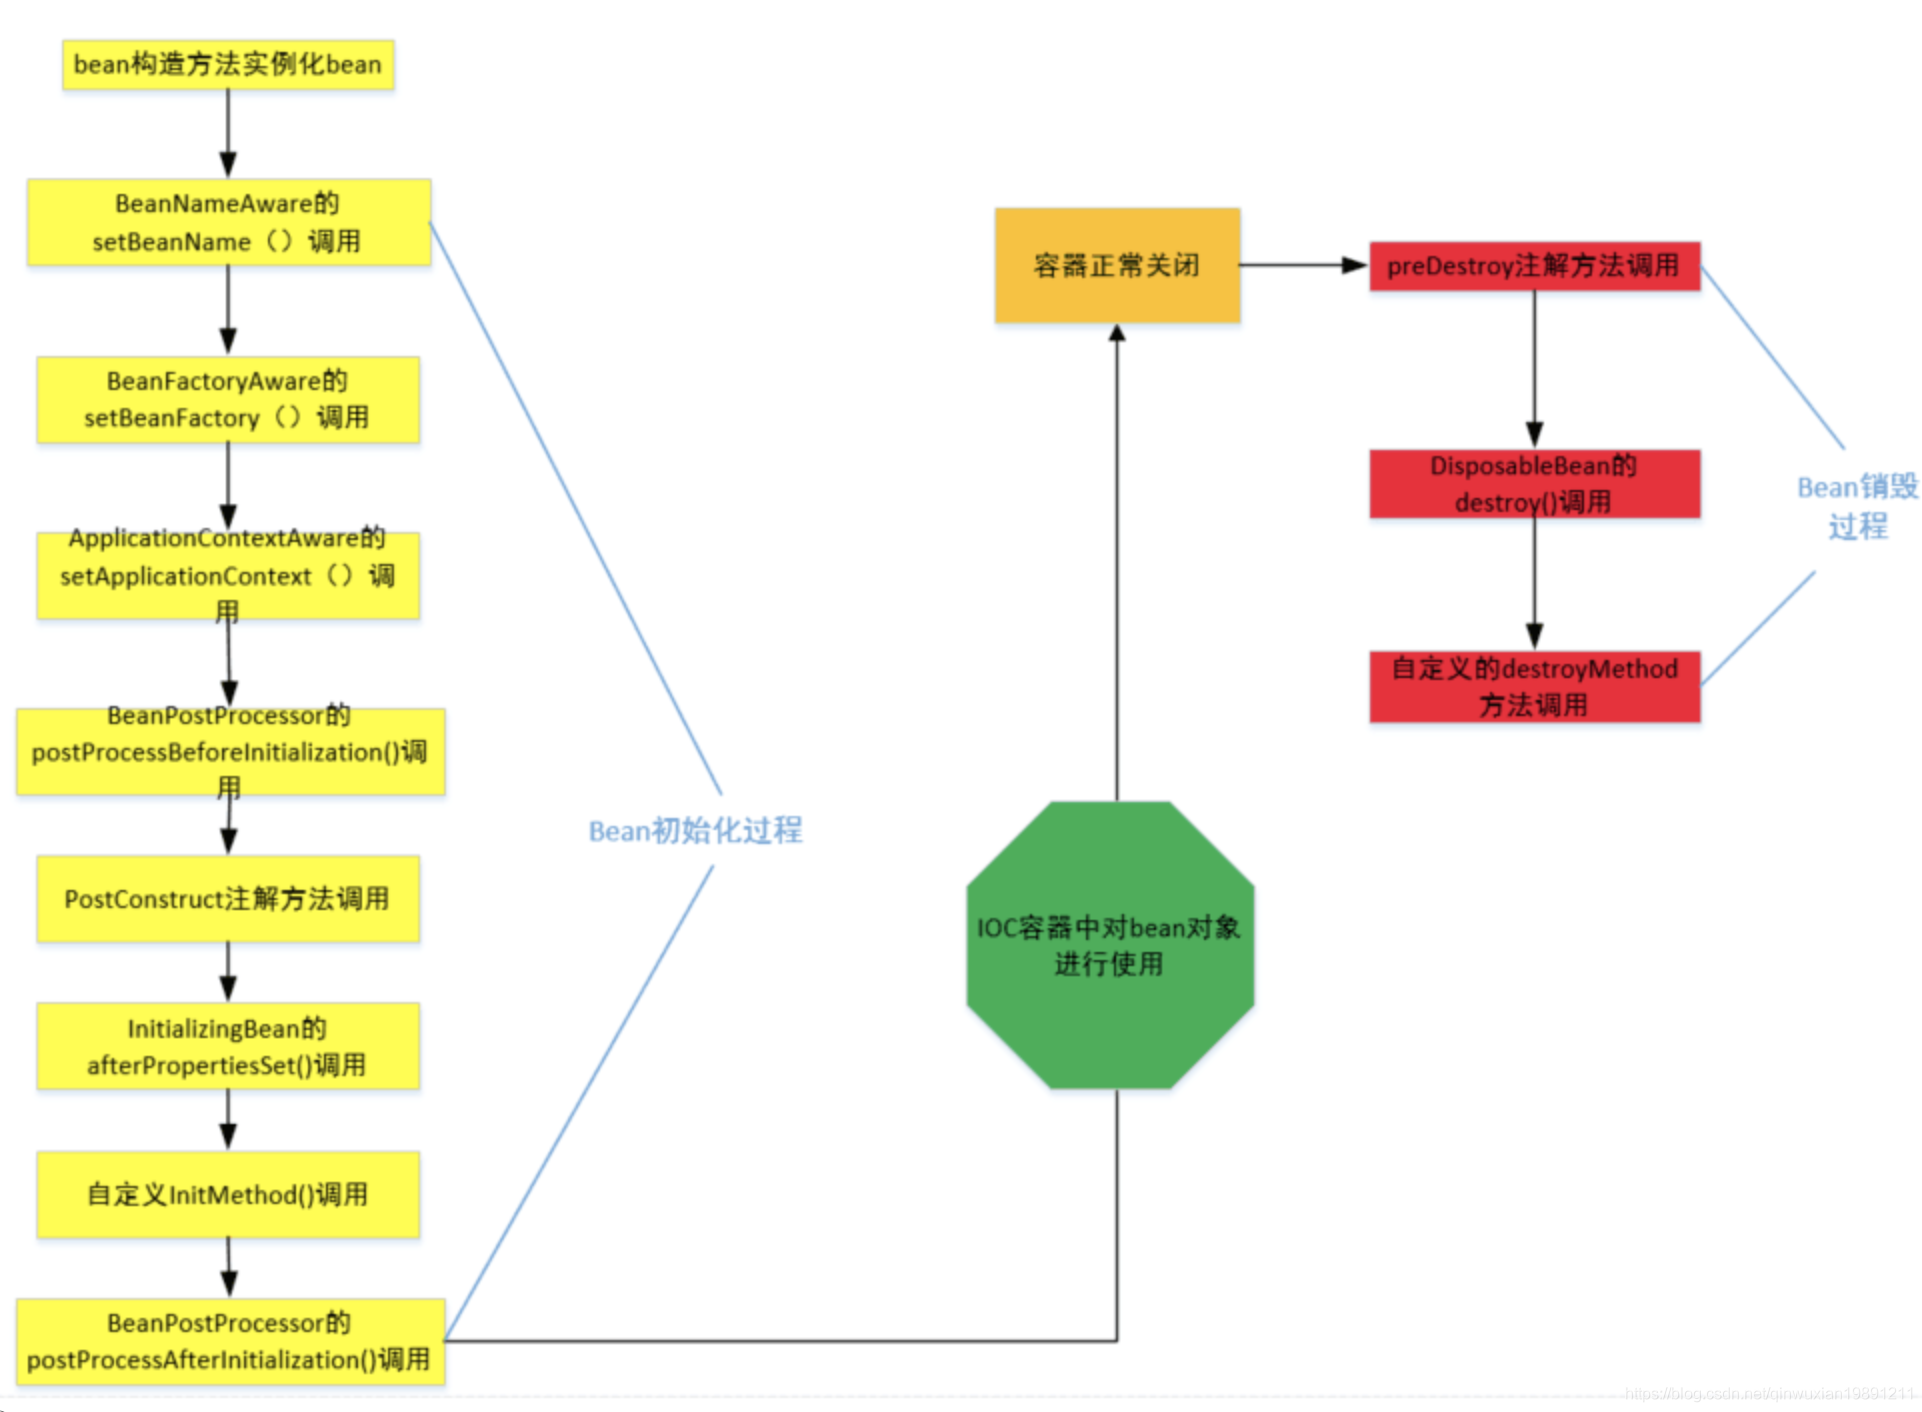 bean构造方法实例化bean
BeanNameAware的
setBeanName（）调用
BeanFactoryAware的
setBeanFactory（）调用
ApplicationContextAware的
setApplicationContext（）调
用
BeanPostProcessor的
postProcessBeforeInitialization()调
用
PostConstruct注解方法调用
InitializingBean的
afterPropertiesSet()调用
自定义InitMethod()调用
BeanPostProcessor的
postProcessAfterInitialization()调用
Bean初始化过程
IOC容器中对bean对象
进行使用
容器正常关闭
preDestroy注解方法调用
DisposableBean的
destroy()调用
自定义的destroyMethod
方法调用
Bean销毁
过程
https://blog.csdn.net/qinwuxian19891211